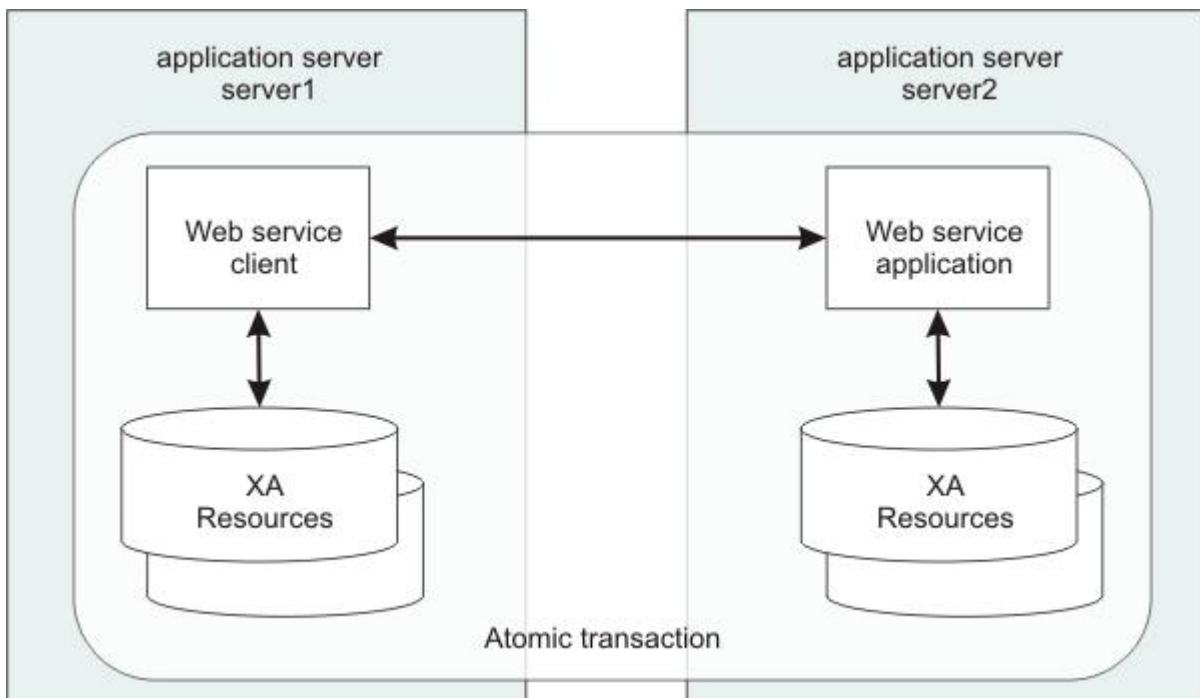 application server
server1
application server
server2
Web service
client
Web service
application
XA
Resources
XA
Resources
Atomic transaction